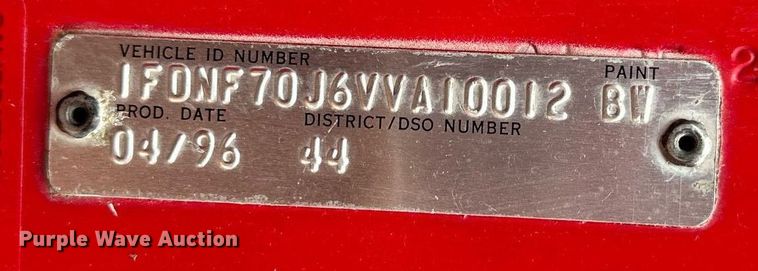 VEHICLE ID NUMBER PAINT
1FDNF70J6VVA10012 BW
PROD. DATE DISTRICT/DSO NUMBER
04/96 44
Purple Wave Auction